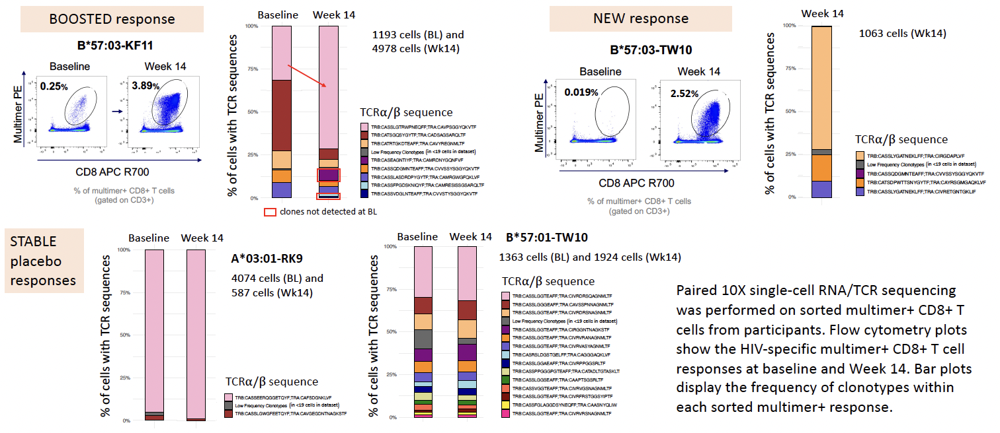 BOOSTED response
B*57:03-KF11
Baseline
Week 14
0.25%
3.89%
Multimer PE
CD8 APC R700
% of multimer+ CD8+ T cells
(gated on CD3+)
Baseline
Week 14
% of cells with TCR sequences
100%
75%
50%
25%
0%
1193 cells (BL) and
4978 cells (Wk14)
TCRα/β sequence
TRB:CASSLGTRWPNEQFF;TRA:CAVPSGGYQKVTF
TRB:CATSGQSYGYTF;TRA:CADSAGSARQLTF
TRB:CATRTGKDTEAFF;TRA:CAVYREGNMLTF
Low Frequency Clonotypes (in <19 cells in dataset)
TRB:CASEAGNTIYF;TRA:CAMRDNYGQNFVF
TRB:CASSQDGMNTEAFF;TRA:CVVSSYSGGYQKVTF
TRB:CASSLASDRDPYGYTF;TRA:CAMRGWGFQKLVF
TRB:CASSFPGDSKNIQYF;TRA:CAMRESISSGSARQLTF
TRB:CASSVDGLNTEAFF;TRA:CVVSTYSGGYQKVTF
clones not detected at BL
NEW response
B*57:03-TW10
Baseline
Week 14
0.019%
2.52%
Multimer PE
CD8 APC R700
% of multimer+ CD8+ T cells
(gated on CD3+)
Week 14
% of cells with TCR sequences
100%
75%
50%
25%
0%
1063 cells (Wk14)
TCRα/β sequence
TRB:CASSLYGATNEKLFF;TRA:CIRGDAPLVF
Low Frequency Clonotypes (in <19 cells in dataset)
TRB:CASSQDGMNTEAFF;TRA:CVVSSYSGGYQKVTF
TRB:CATSDPWTTSNYGYTF;TRA:CAYRSGMGAQKLVF
TRB:CASSLYGATNEKLFF;TRA:CIVRETGNTGKLIF
STABLE
placebo
responses
Baseline
Week 14
% of cells with TCR sequences
100%
75%
50%
25%
0%
A*03:01-RK9
4074 cells (BL) and
587 cells (Wk14)
TCRα/β sequence
TRB:CASSEERQGGETQYF;TRA:CAFSDGNKLVF
Low Frequency Clonotypes (in <19 cells in dataset)
TRB:CASSLGWGFEETQYF;TRA:CAVGEGDNTNAGKSTF
Baseline
Week 14
% of cells with TCR sequences
100%
75%
50%
25%
0%
B*57:01-TW10
1363 cells (BL) and 1924 cells (Wk14)
TCRα/β sequence
TRB:CASSLGGTEAFF;TRA:CIVRDRSQAGNMLTF
TRB:CASSLGGGEAFF;TRA:CAVSSPNNAGNMLTF
TRB:CASSLGGTEAFF;TRA:CIVRDRSNAGNMLTF
Low Frequency Clonotypes (in <19 cells in dataset)
TRB:CASSLGGTEAFF;TRA:CIRGGNTNAGKSTF
TRB:CASSLGGTEAFF;TRA:CIVRVRANAGNMLTF
TRB:CASSLGGTEAFF;TRA:CIVRVASYAGNMLTF
TRB:CASRSLDGSTGELFF;TRA:CAGGGAQKLVF
TRB:CASSLGGAEAFF;TRA:CIVRPPGGSRLTF
TRB:CASSPPGGGPGTEAFF;TRA:CATADLTGTASKLT
TRB:CASSLGGSEAFF;TRA:CAAPTSGSRLTF
TRB:CASSVGGTEAFF;TRA:CIVRVGSNAGNMLTF
TRB:CASSLGGTEAFF;TRA:CIVRFRSTGGSYIPTF
TRB:CASSFGLAGGDSYNEQFF;TRA:CAASNYQLIW
TRB:CASSLGGTEAFF;TRA:CIVRVRSNAGNMLTF
Paired 10X single-cell RNA/TCR sequencing
was performed on sorted multimer+ CD8+ T
cells from participants. Flow cytometry plots
show the HIV-specific multimer+ CD8+ T cell
responses at baseline and Week 14. Bar plots
display the frequency of clonotypes within
each sorted multimer+ response.